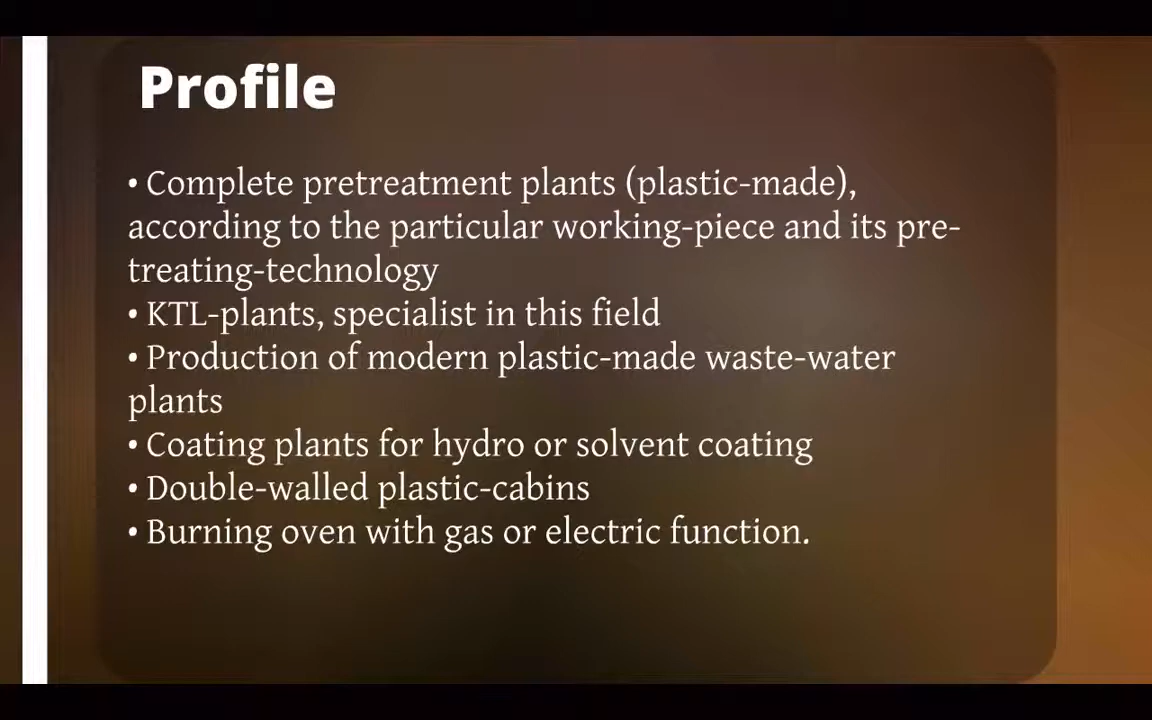 Profile
• Complete pretreatment plants (plastic-made),
according to the particular working-piece and its pre-
treating-technology
• KTL-plants, specialist in this field
• Production of modern plastic-made waste-water
plants
• Coating plants for hydro or solvent coating
• Double-walled plastic-cabins
• Burning oven with gas or electric function.